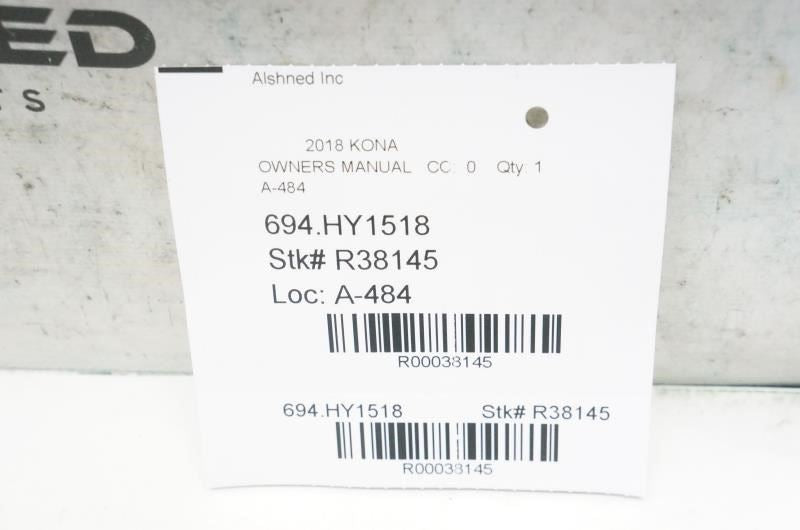 ED
TS
Alshned Inc
2018 KONA
OWNERS MANUAL CC: 0 Qty: 1
A-484
694.HY1518
Stk# R38145
Loc: A-484
R00038145
694.HY1518 Stk# R38145
R00038145